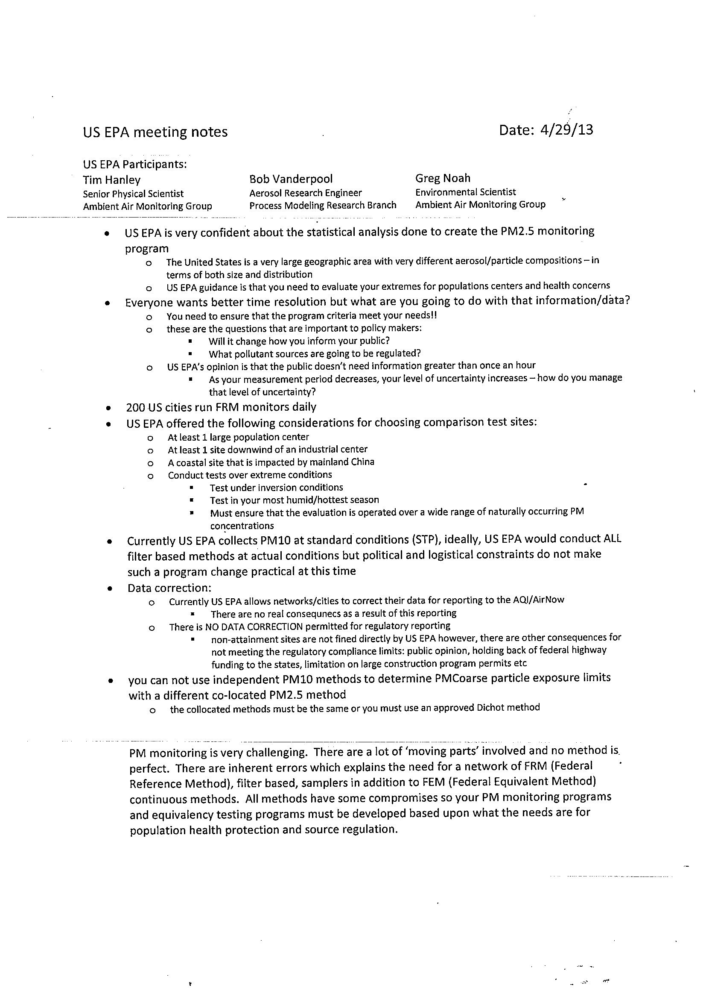 US EPA meeting notes Date: 4/29/13
US EPA Participants:
Tim Hanley Bob Vanderpool Greg Noah
Senior Physical Scientist Aerosol Research Engineer Environmental Scientist
Ambient Air Monitoring Group Process Modeling Research Branch Ambient Air Monitoring Group
• US EPA is very confident about the statistical analysis done to create the PM2.5 monitoring
program
o The United States is a very large geographic area with very different aerosol/particle compositions – in
terms of both size and distribution
o US EPA guidance is that you need to evaluate your extremes for populations centers and health concerns
• Everyone wants better time resolution but what are you going to do with that information/data?
o You need to ensure that the program criteria meet your needs!!
o these are the questions that are important to policy makers:
▪ Will it change how you inform your public?
▪ What pollutant sources are going to be regulated?
o US EPA's opinion is that the public doesn't need information greater than once an hour
▪ As your measurement period decreases, your level of uncertainty increases – how do you manage
that level of uncertainty?
• 200 US cities run FRM monitors daily
• US EPA offered the following considerations for choosing comparison test sites:
o At least 1 large population center
o At least 1 site downwind of an industrial center
o A coastal site that is impacted by mainland China
o Conduct tests over extreme conditions
▪ Test under inversion conditions
▪ Test in your most humid/hottest season
▪ Must ensure that the evaluation is operated over a wide range of naturally occurring PM
concentrations
• Currently US EPA collects PM10 at standard conditions (STP), ideally, US EPA would conduct ALL
filter based methods at actual conditions but political and logistical constraints do not make
such a program change practical at this time
• Data correction:
o Currently US EPA allows networks/cities to correct their data for reporting to the AQI/AirNow
▪ There are no real consequnecs as a result of this reporting
o There is NO DATA CORRECTION permitted for regulatory reporting
▪ non-attainment sites are not fined directly by US EPA however, there are other consequences for
not meeting the regulatory compliance limits: public opinion, holding back of federal highway
funding to the states, limitation on large construction program permits etc
• you can not use independent PM10 methods to determine PMCoarse particle exposure limits
with a different co-located PM2.5 method
o the collocated methods must be the same or you must use an approved Dichot method
PM monitoring is very challenging. There are a lot of 'moving parts' involved and no method is
perfect. There are inherent errors which explains the need for a network of FRM (Federal
Reference Method), filter based, samplers in addition to FEM (Federal Equivalent Method)
continuous methods. All methods have some compromises so your PM monitoring programs
and equivalency testing programs must be developed based upon what the needs are for
population health protection and source regulation.